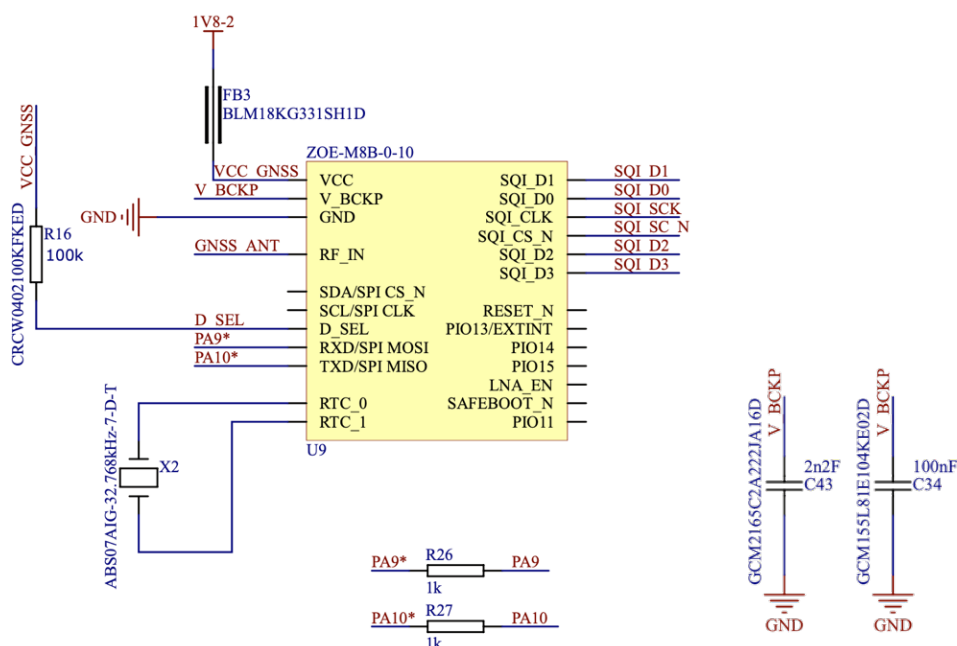 1V8-2
FB3
BLM18KG331SH1D
VCC_GNSS
CRCW0402100KFKED
R16
100k
ZOE-M8B-0-10
VCC_GNSS
V_BCKP
GND
GNSS_ANT
D_SEL
PA9*
PA10*
VCC
V_BCKP
GND
RF_IN
SDA/SPI CS_N
SCL/SPI CLK
D_SEL
RXD/SPI MOSI
TXD/SPI MISO
RTC_0
RTC_1
SQI_D1
SQI_D0
SQI_CLK
SQI_CS_N
SQI_D2
SQI_D3
RESET_N
PIO13/EXTINT
PIO14
PIO15
LNA_EN
SAFEBOOT_N
PIO11
SQI_D1
SQI_D0
SQI_SCK
SQI_SC_N
SQI_D2
SQI_D3
U9
X2
ABS07AIG-32.768kHz-7-D-T
PA9*
R26
1k
PA9
PA10*
R27
1k
PA10
V_BCKP
GCM2165C2A222JA16D
2n2F
C43
GND
V_BCKP
GCM155L81E104KE02D
100nF
C34
GND